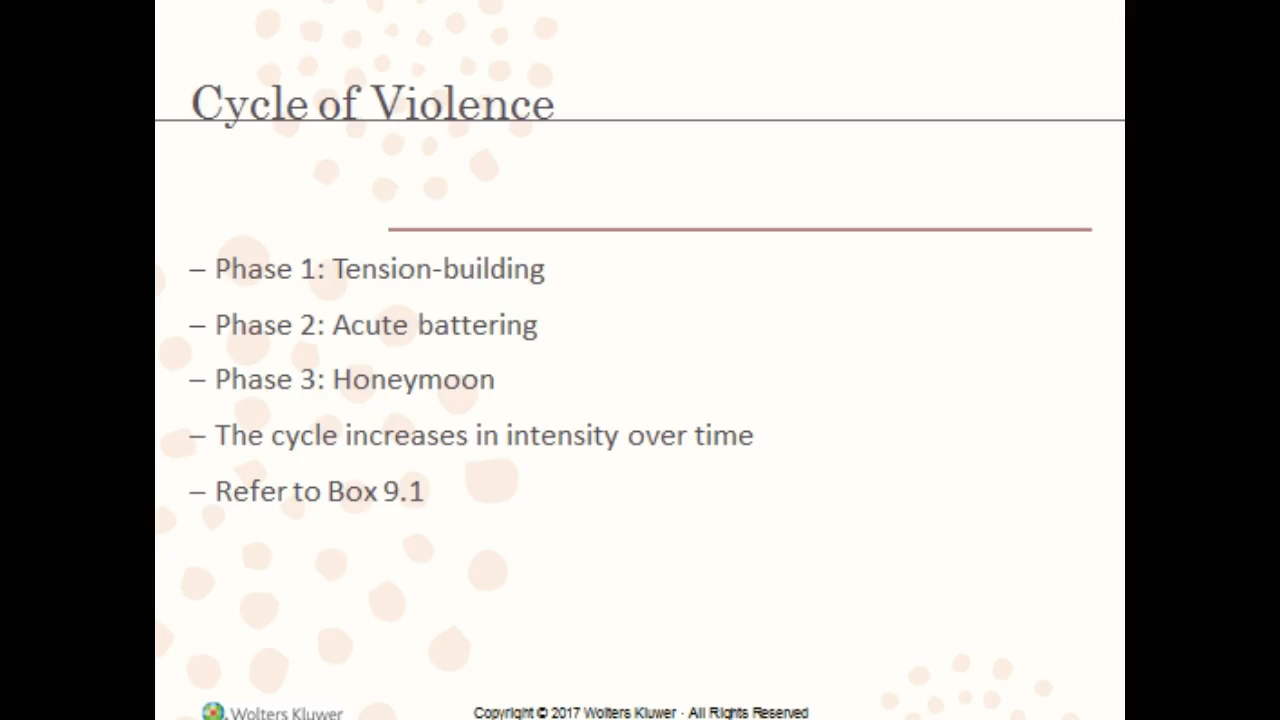 Cycle of Violence
– Phase 1: Tension-building
– Phase 2: Acute battering
– Phase 3: Honeymoon
– The cycle increases in intensity over time
– Refer to Box 9.1
Wolters Kluwer
Copyright © 2017 Wolters Kluwer · All Rights Reserved